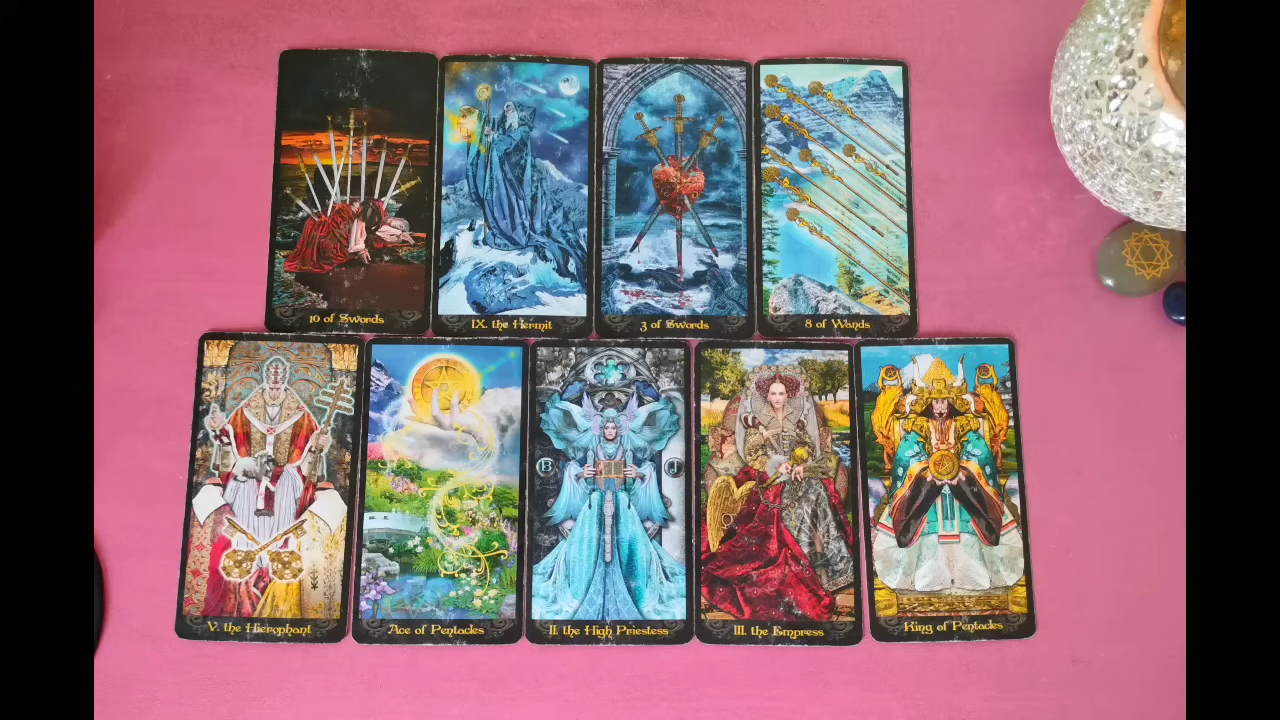 10 of Swords
IX. the Hermit
3 of Swords
8 of Wands
V. the Hierophant
Ace of Pentacles
II. the High Priestess
III. the Empress
King of Pentacles
B
J